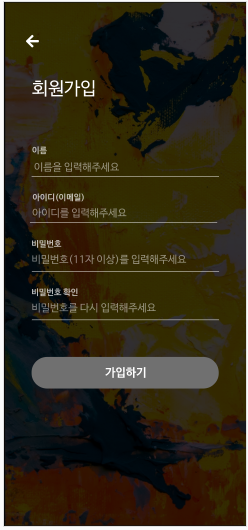 회원가입
이름
이름을 입력해주세요
아이디(이메일)
아이디를 입력해주세요
비밀번호
비밀번호(11자 이상)를 입력해주세요
비밀번호 확인
비밀번호를 다시 입력해주세요
가입하기